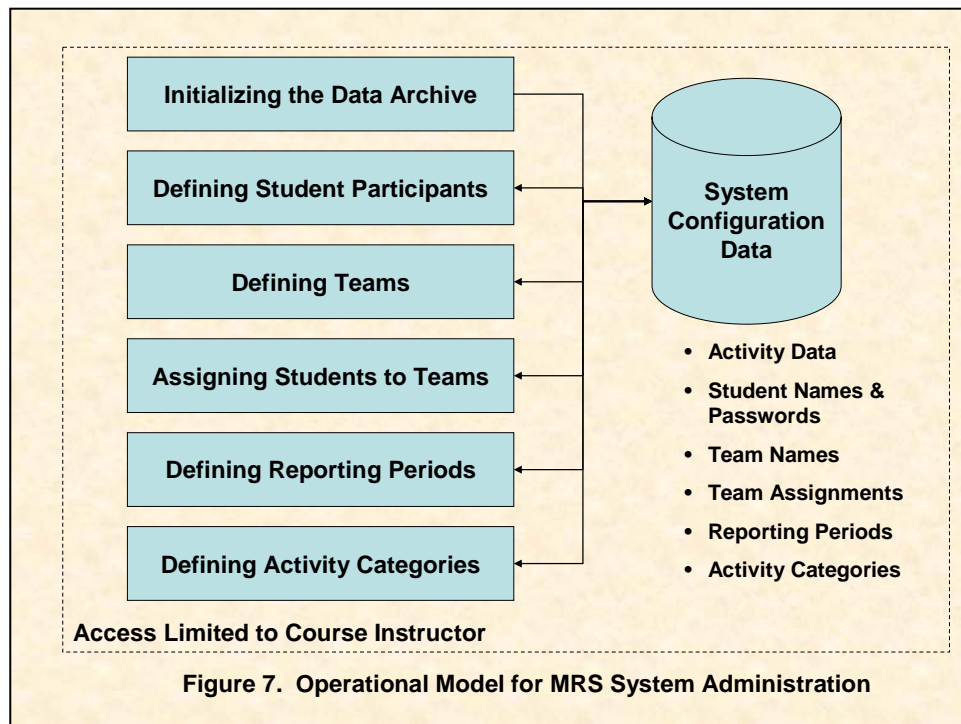 Initializing the Data Archive
Defining Student Participants
Defining Teams
Assigning Students to Teams
Defining Reporting Periods
Defining Activity Categories
System
Configuration
Data
• Activity Data
• Student Names &
Passwords
• Team Names
• Team Assignments
• Reporting Periods
• Activity Categories
Access Limited to Course Instructor
Figure 7. Operational Model for MRS System Administration